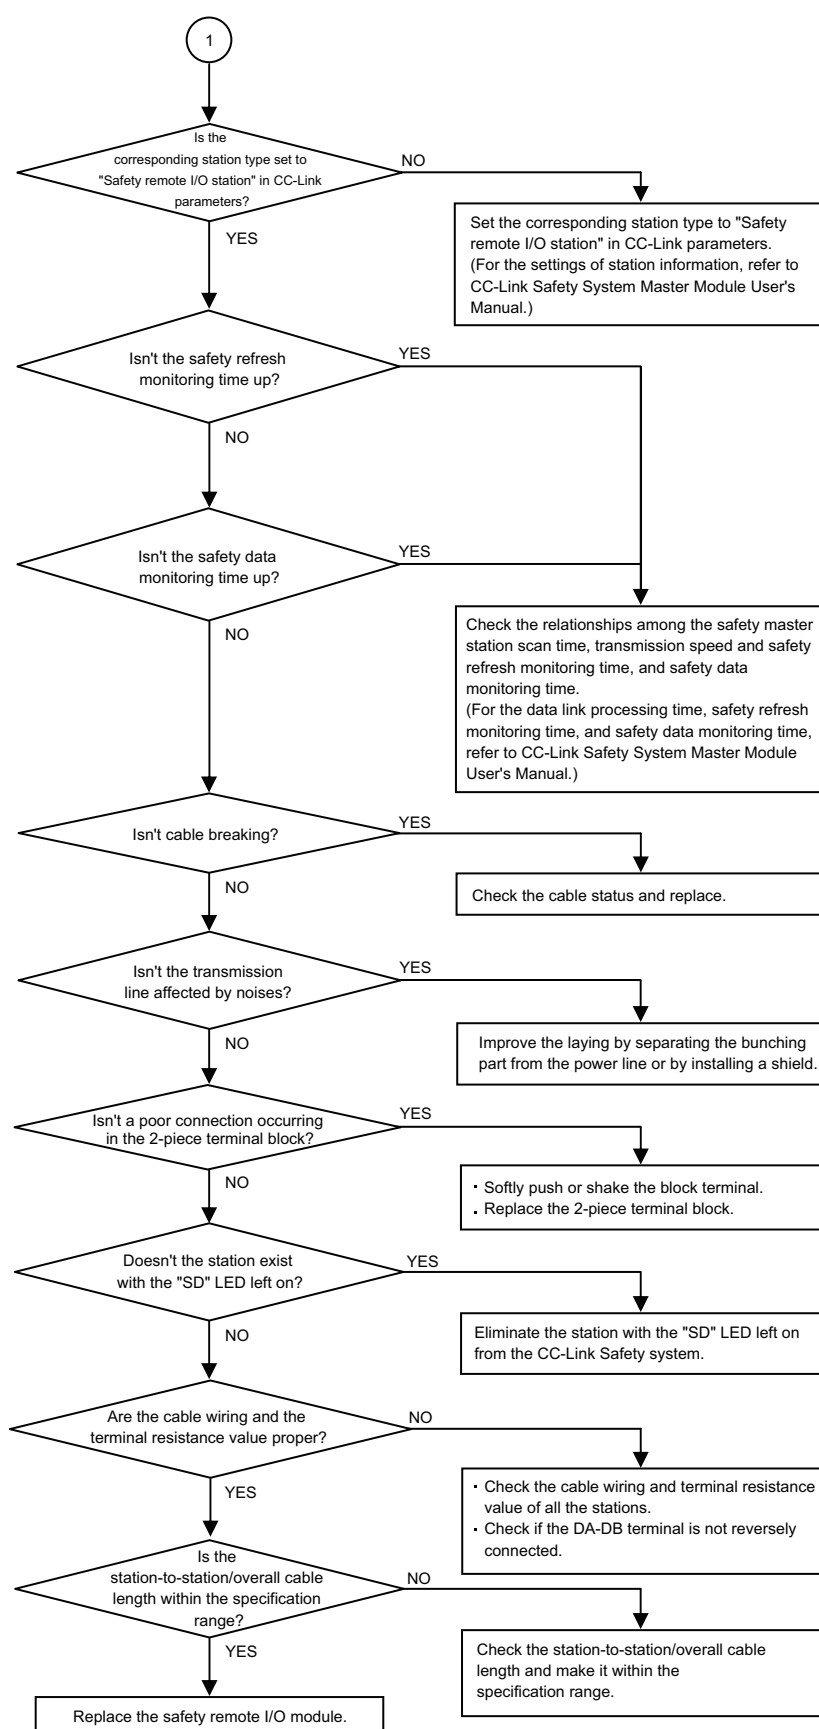 1
Is the
corresponding station type set to
"Safety remote I/O station" in CC-Link
parameters?
NO
YES
Set the corresponding station type to "Safety
remote I/O station" in CC-Link parameters.
(For the settings of station information, refer to
CC-Link Safety System Master Module User's
Manual.)
Isn't the safety refresh
monitoring time up?
YES
NO
Isn't the safety data
monitoring time up?
YES
NO
Check the relationships among the safety master
station scan time, transmission speed and safety
refresh monitoring time, and safety data
monitoring time.
(For the data link processing time, safety refresh
monitoring time, and safety data monitoring time,
refer to CC-Link Safety System Master Module
User's Manual.)
Isn't cable breaking?
YES
NO
Check the cable status and replace.
Isn't the transmission
line affected by noises?
YES
NO
Improve the laying by separating the bunching
part from the power line or by installing a shield.
Isn't a poor connection occurring
in the 2-piece terminal block?
YES
NO
· Softly push or shake the block terminal.
· Replace the 2-piece terminal block.
Doesn't the station exist
with the "SD" LED left on?
YES
NO
Eliminate the station with the "SD" LED left on
from the CC-Link Safety system.
Are the cable wiring and the
terminal resistance value proper?
NO
YES
· Check the cable wiring and terminal resistance
value of all the stations.
· Check if the DA-DB terminal is not reversely
connected.
Is the
station-to-station/overall cable
length within the specification
range?
NO
YES
Check the station-to-station/overall cable
length and make it within the
specification range.
Replace the safety remote I/O module.